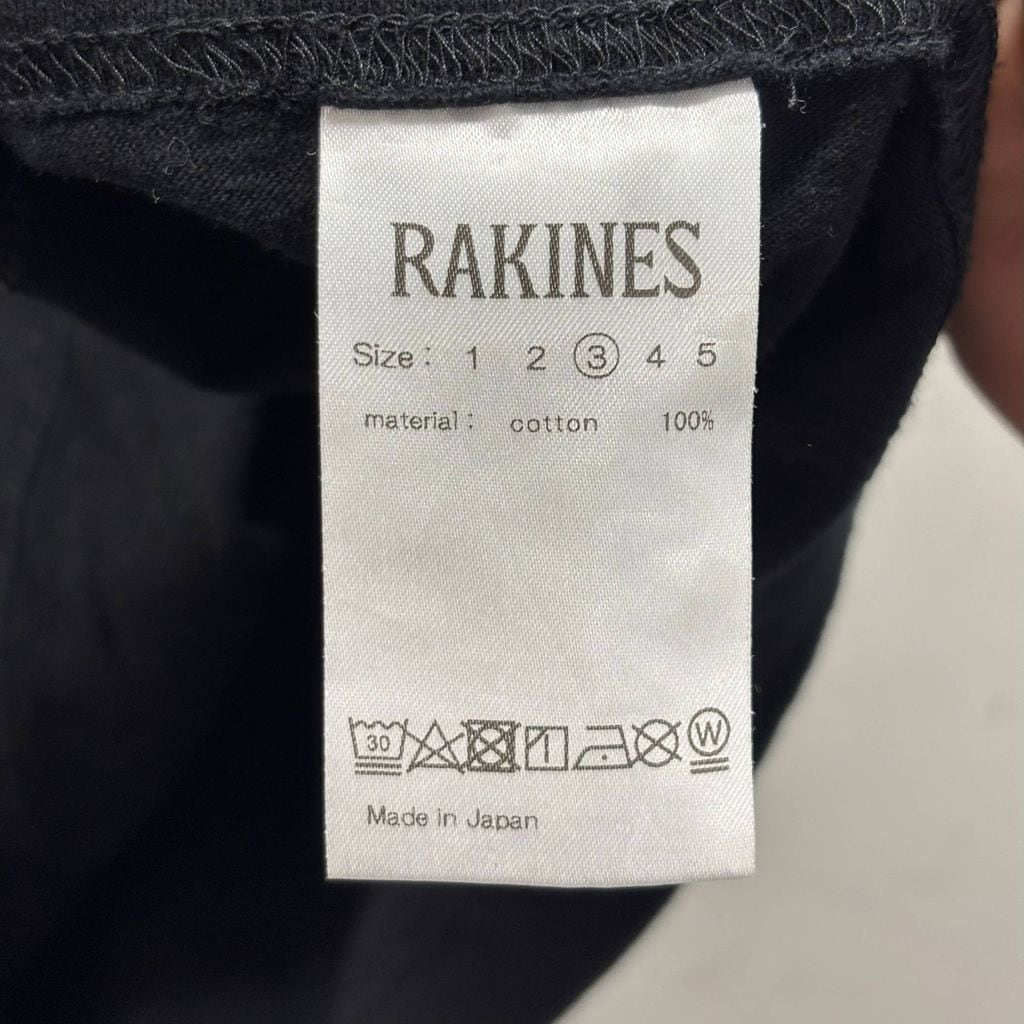 RAKINES
Size : 1 2 3 4 5
material : cotton 100%
30 W
Made in Japan